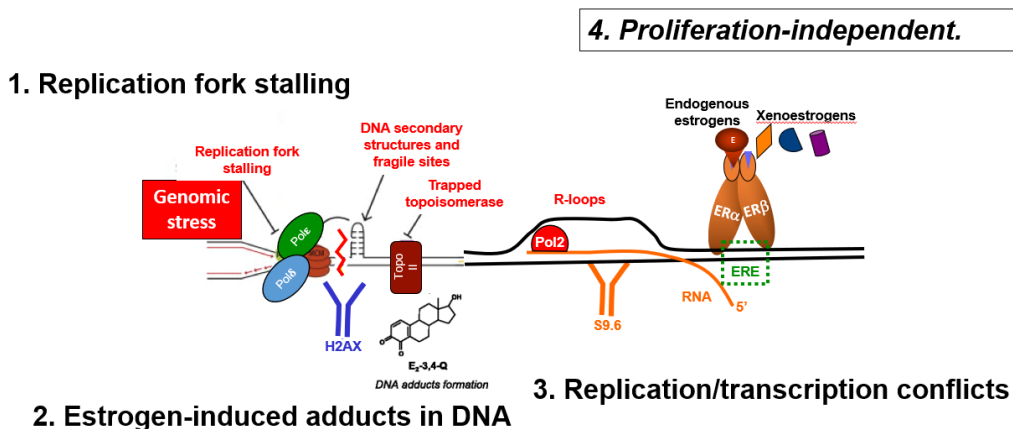 4. Proliferation-independent.
1. Replication fork stalling
Endogenous
estrogens
Xenoestrogens
DNA secondary
structures and
fragile sites
Replication fork
stalling
Trapped
topoisomerase
Genomic
stress
R-loops
E
ERα
ERβ
Polε
Polδ
MCM
Topo
II
Pol2
ERE
RNA
5’
S9.6
H2AX
OH
O
O
E2-3,4-Q
DNA adducts formation
3. Replication/transcription conflicts
2. Estrogen-induced adducts in DNA